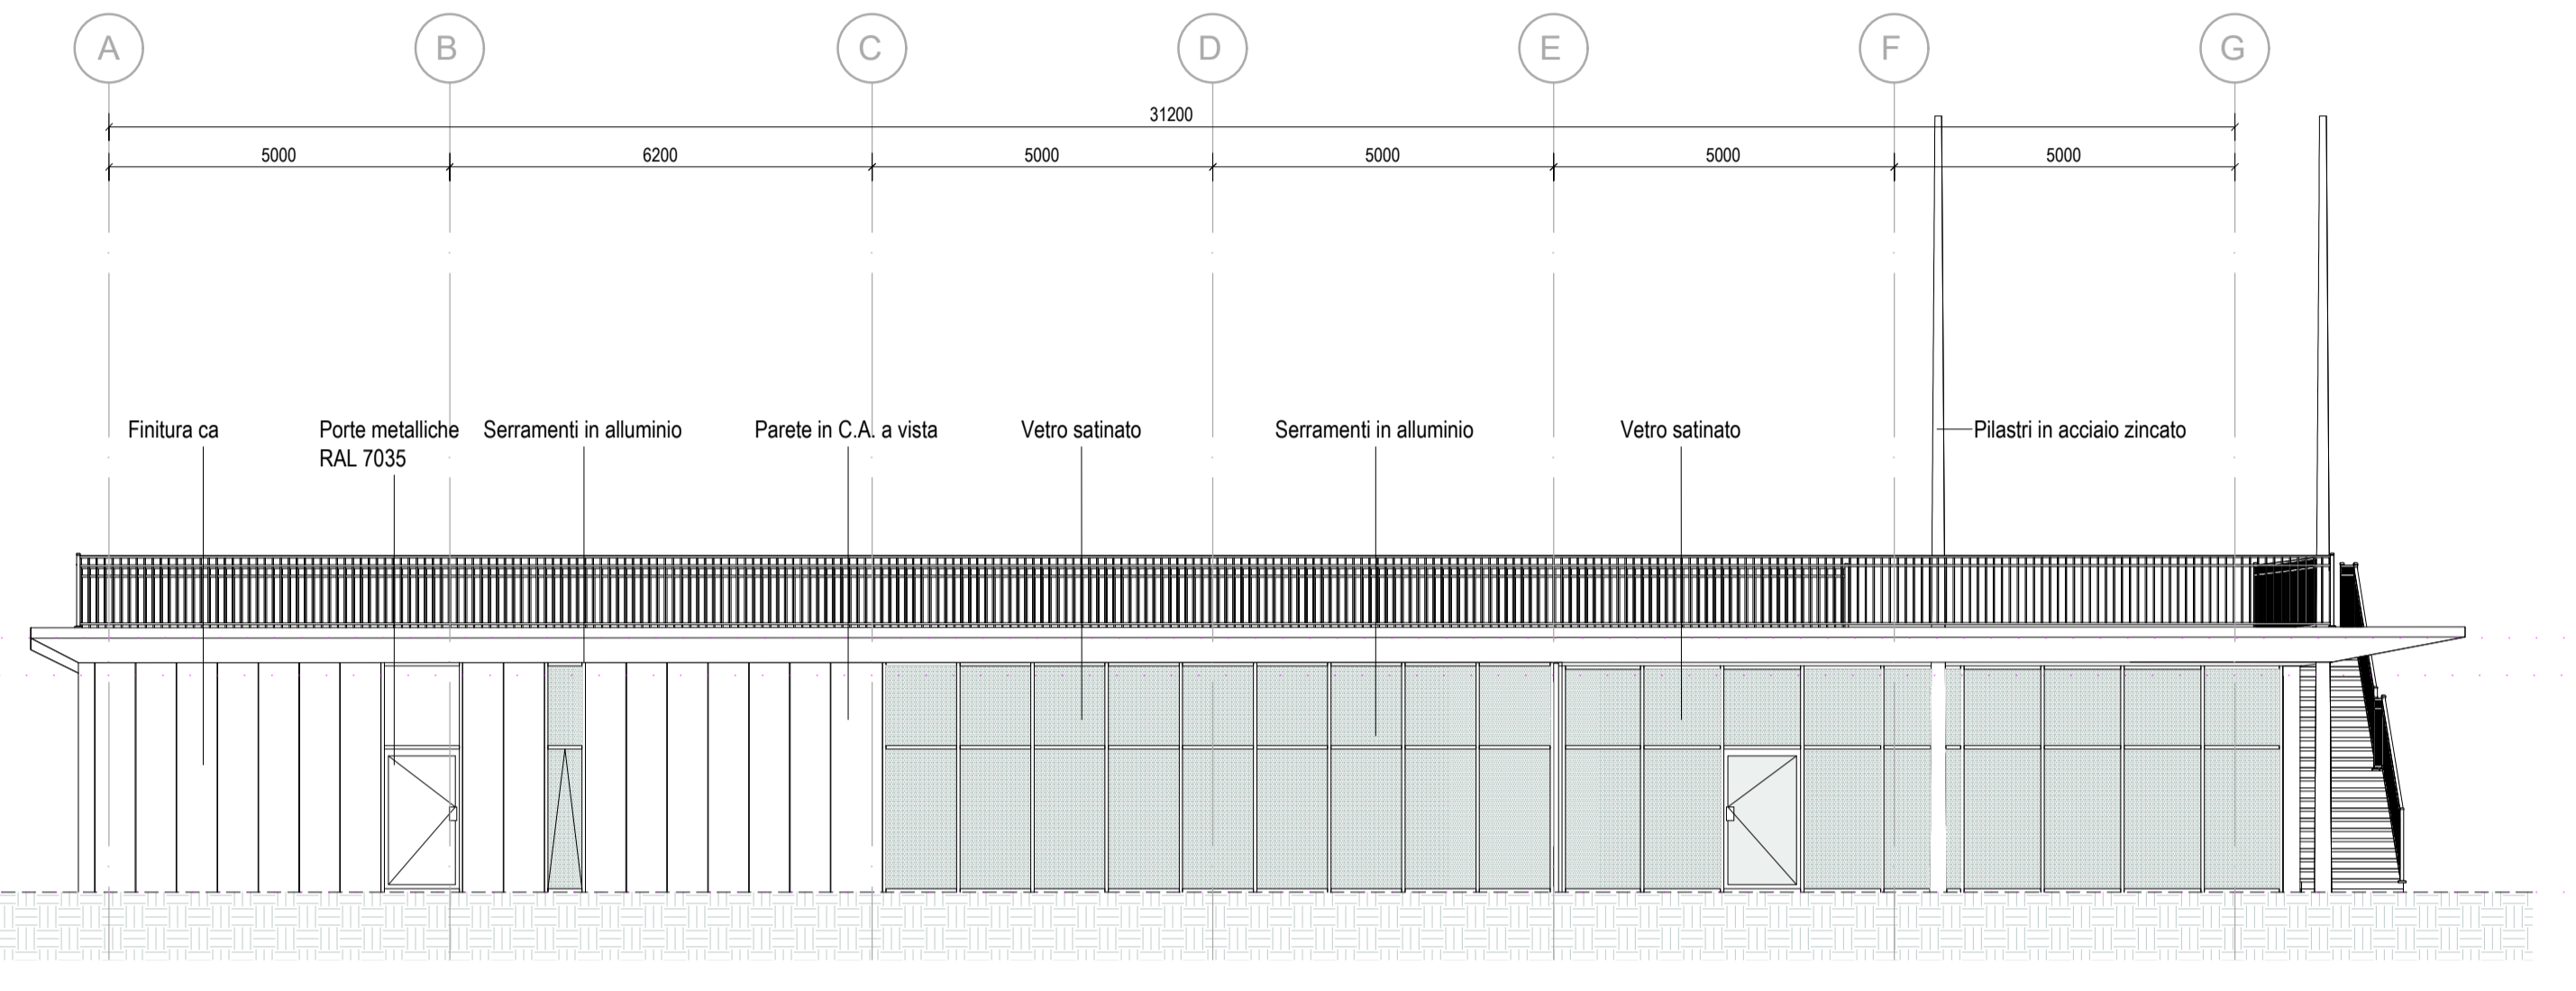 A B C D E F G
31200
5000 6200 5000 5000 5000 5000
Finitura ca Porte metalliche Serramenti in alluminio Parete in C.A. a vista Vetro satinato Serramenti in alluminio Vetro satinato Pilastri in acciaio zincato
RAL 7035